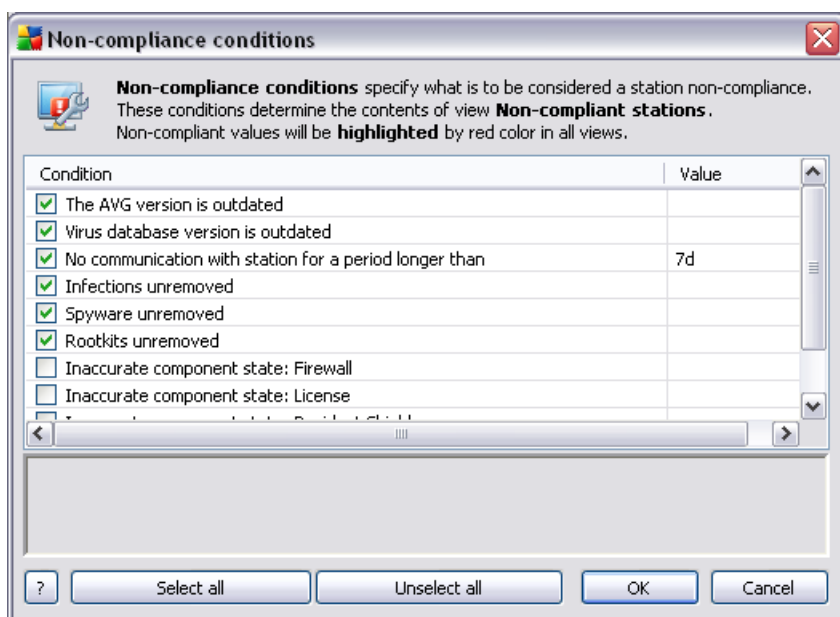 Non-compliance conditions
Non-compliance conditions specify what is to be considered a station non-compliance.
These conditions determine the contents of view Non-compliant stations.
Non-compliant values will be highlighted by red color in all views.
Condition Value
The AVG version is outdated
Virus database version is outdated
No communication with station for a period longer than 7d
Infections unremoved
Spyware unremoved
Rootkits unremoved
Inaccurate component state: Firewall
Inaccurate component state: License
? Select all Unselect all OK Cancel